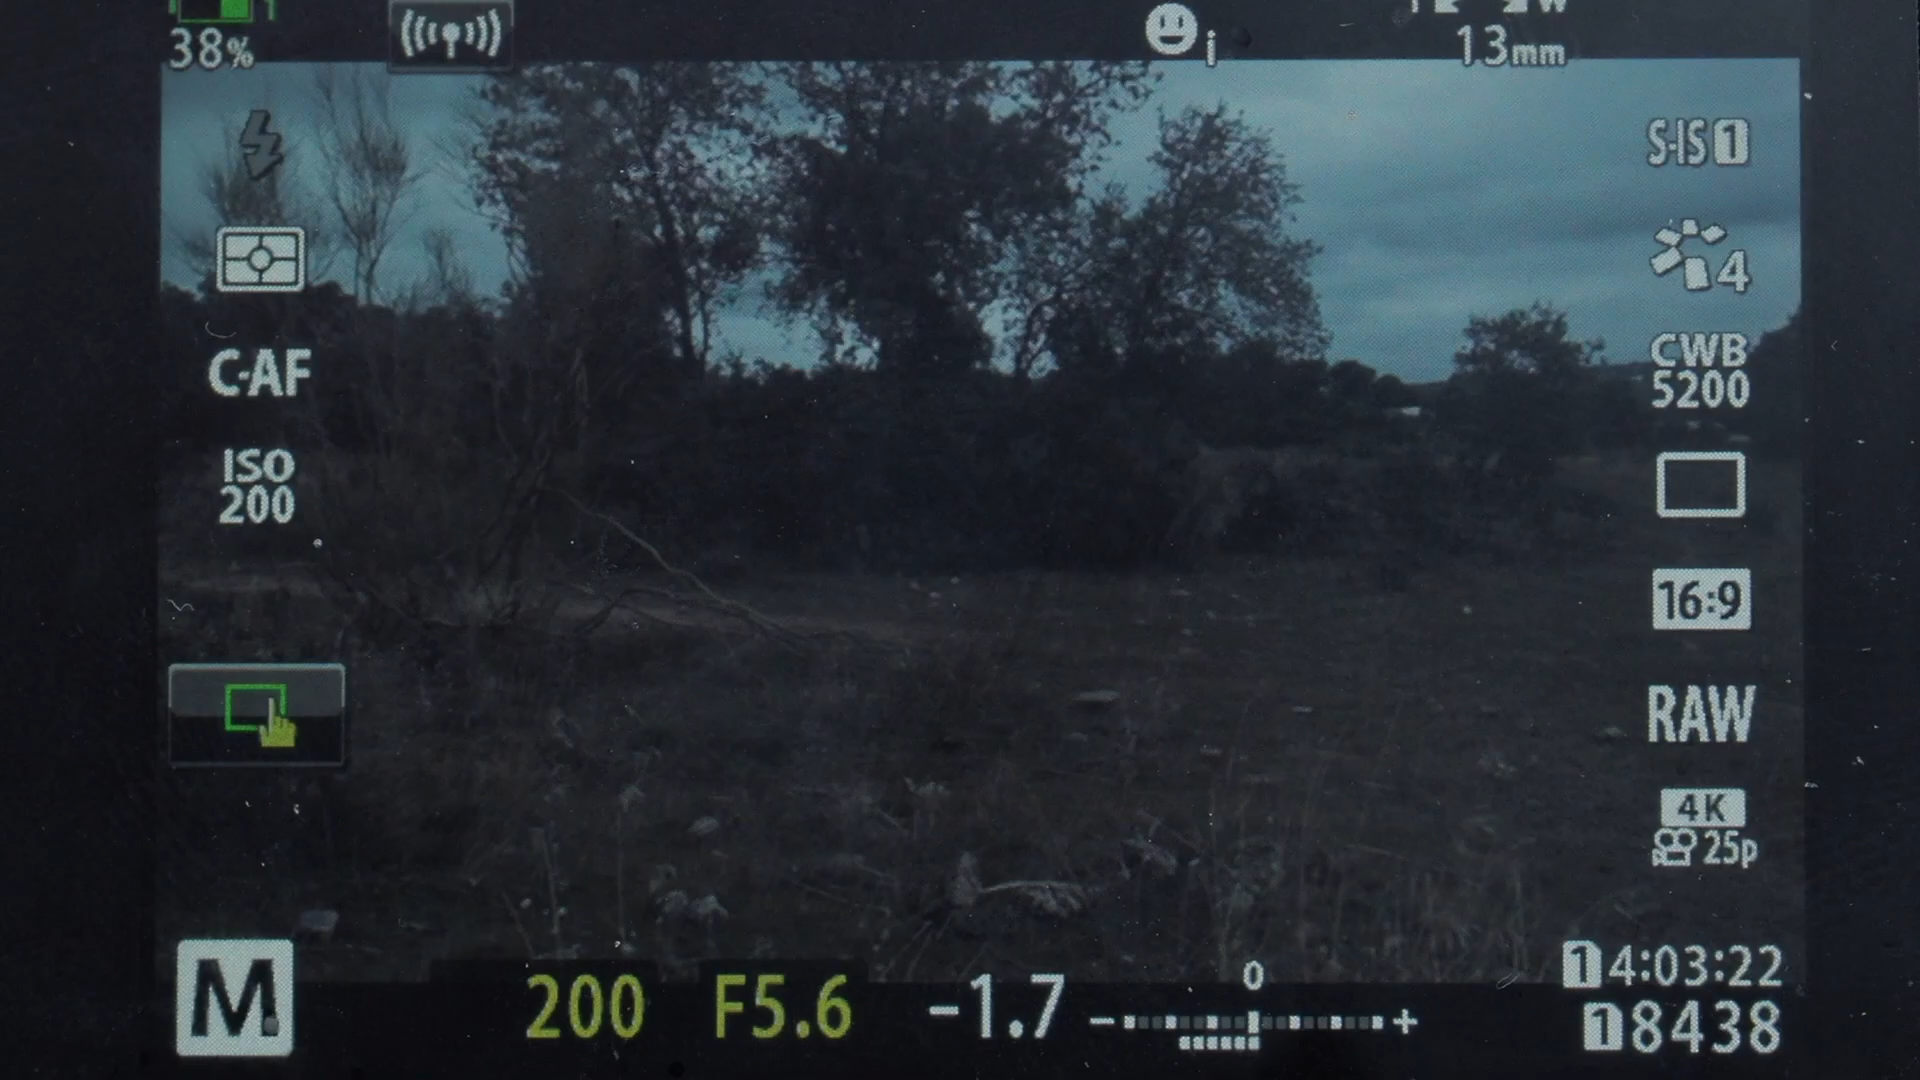 38%
i
W
13mm
S-IS 1
4
C-AF
CWB
5200
ISO
200
16:9
RAW
4K
25p
M
200 F5.6 -1.7 − 0 +
1 4:03:22
1 8438